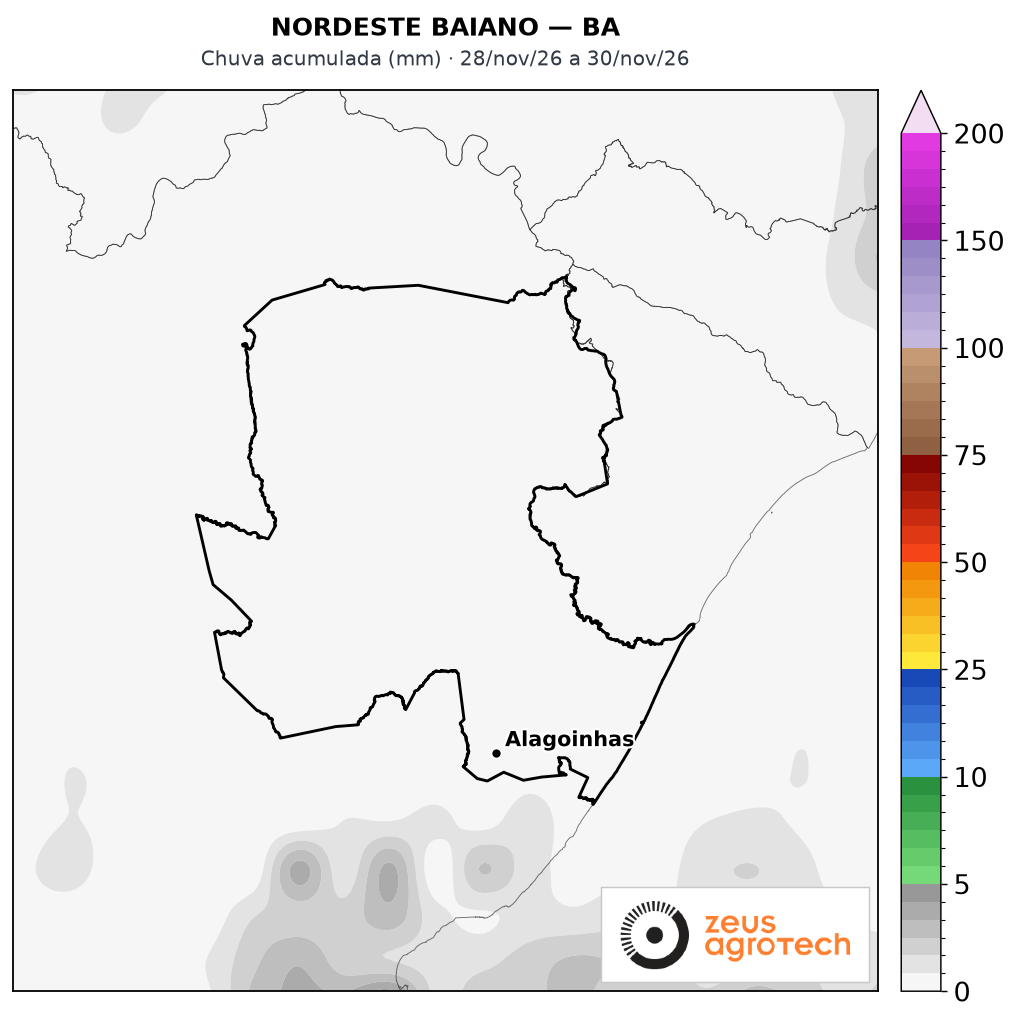 NORDESTE BAIANO — BA
Chuva acumulada (mm) · 28/nov/26 a 30/nov/26
200
150
100
75
50
25
10
5
0
Alagoinhas
zeus
agrotech